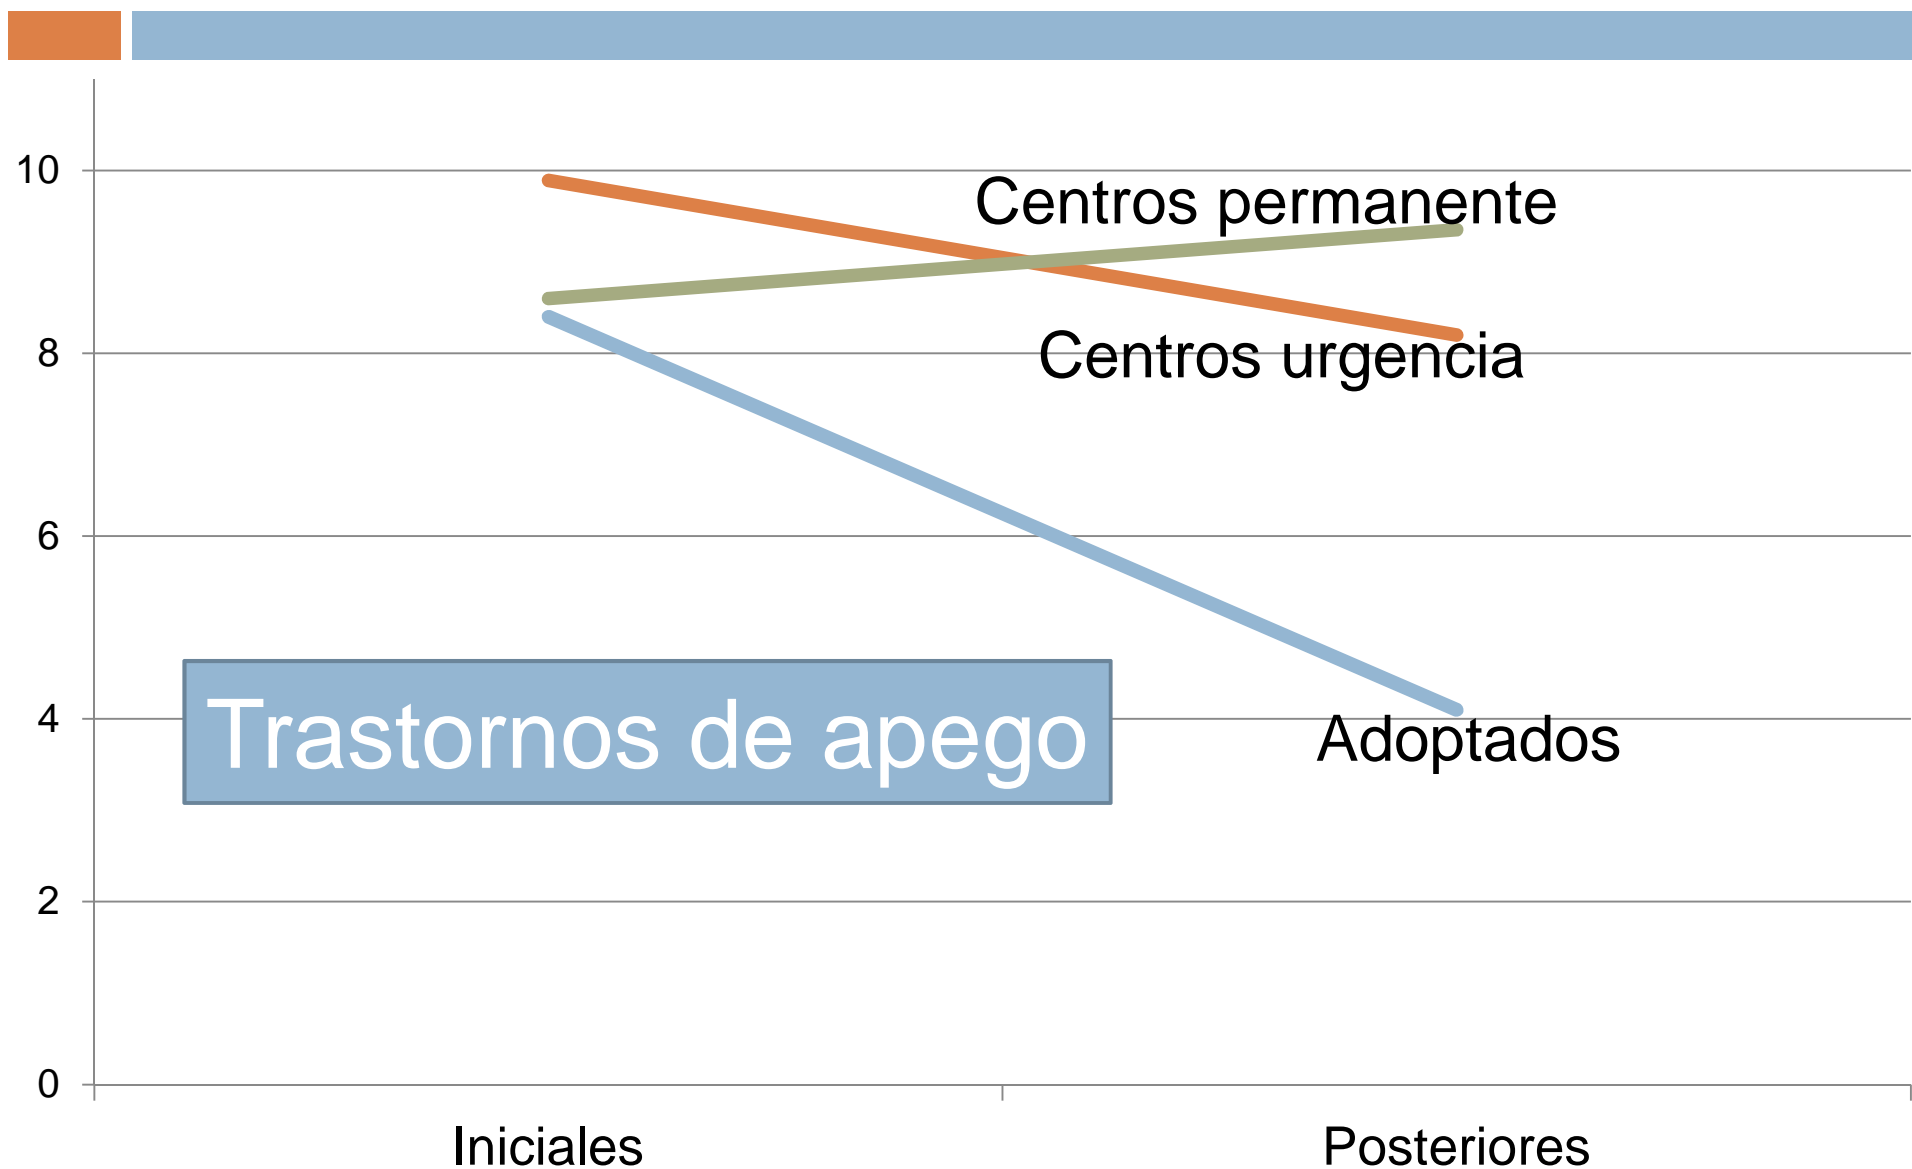 10
Centros permanente
8
Centros urgencia
6
Trastornos de apego
4
Adoptados
2
0
Iniciales
Posteriores